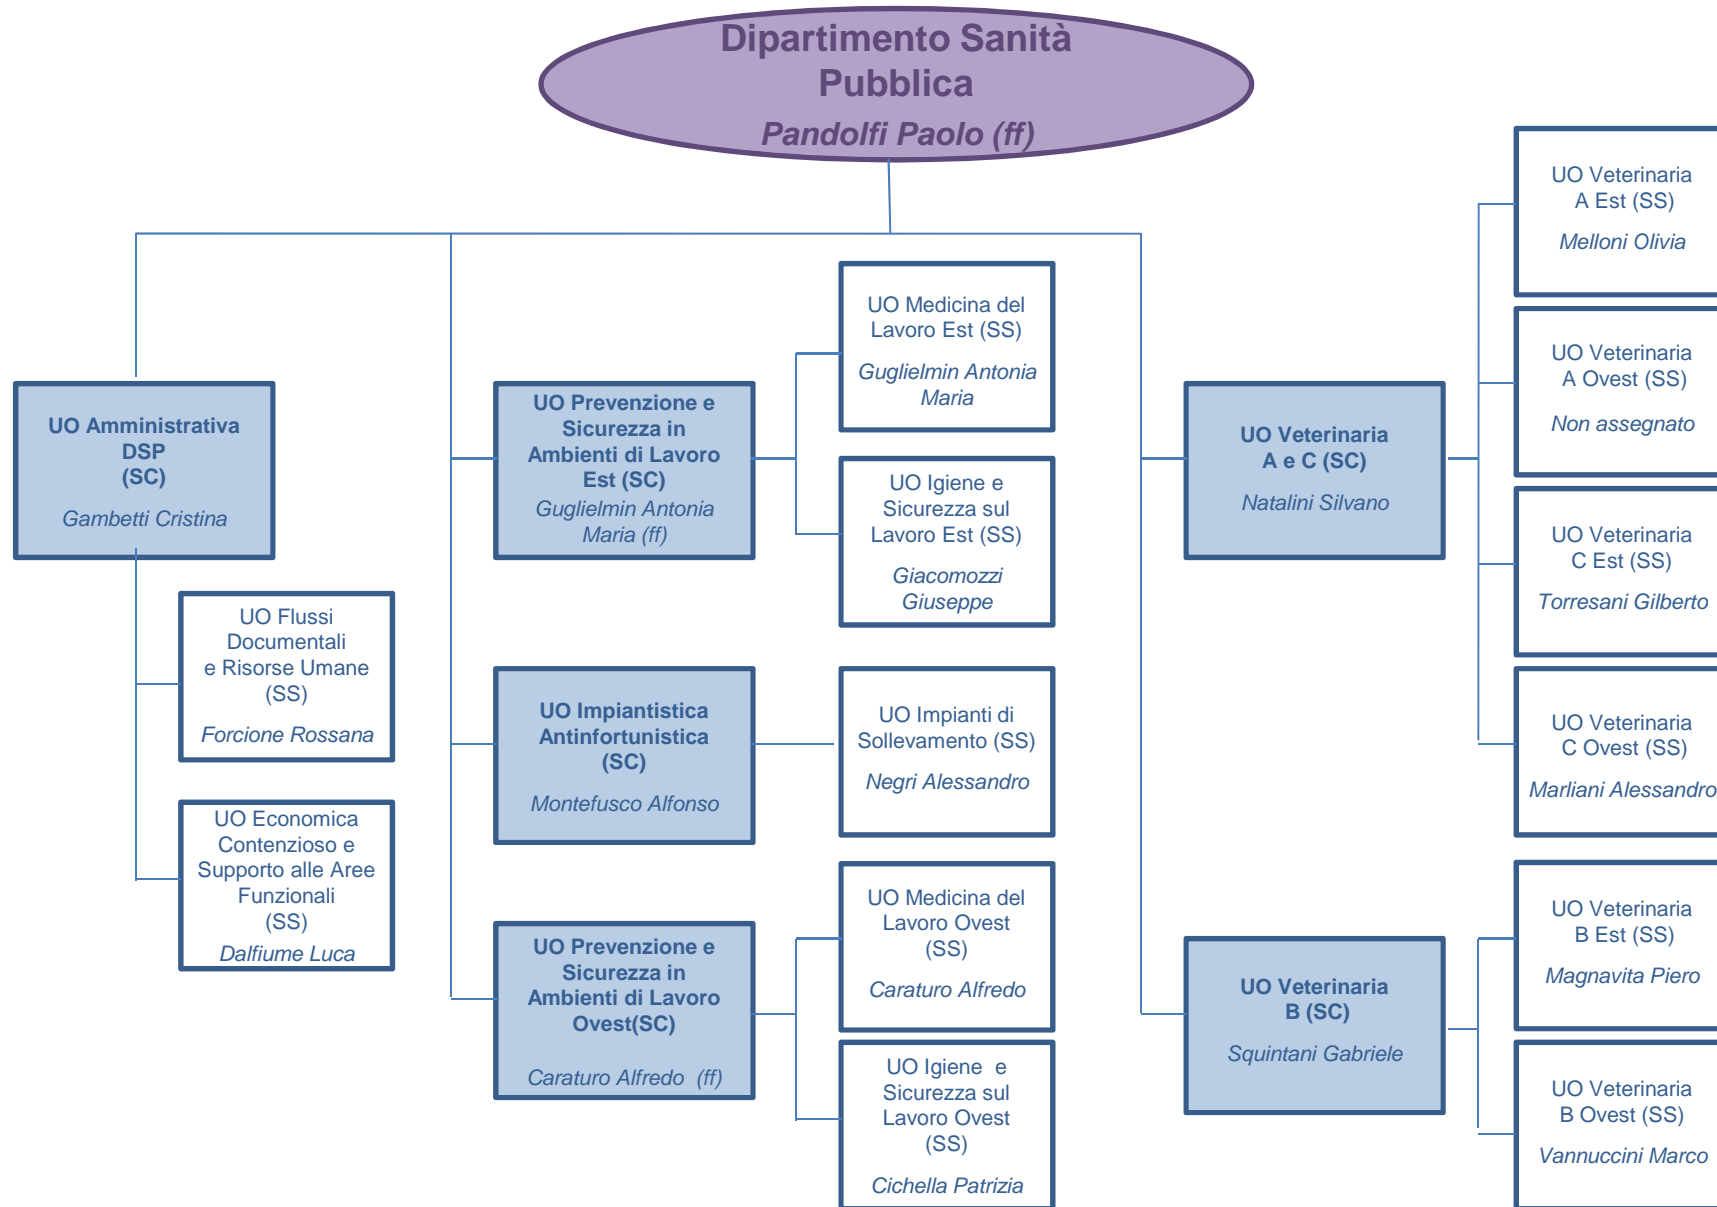 Dipartimento Sanità
Pubblica
Pandolfi Paolo (ff)
UO Amministrativa
DSP
(SC)
Gambetti Cristina
UO Flussi
Documentali
e Risorse Umane
(SS)
Forcione Rossana
UO Economica
Contenzioso e
Supporto alle Aree
Funzionali
(SS)
Dalfiume Luca
UO Prevenzione e
Sicurezza in
Ambienti di Lavoro
Est (SC)
Guglielmin Antonia
Maria (ff)
UO Medicina del
Lavoro Est (SS)
Guglielmin Antonia
Maria
UO Igiene e
Sicurezza sul
Lavoro Est (SS)
Giacomozzi
Giuseppe
UO Impiantistica
Antinfortunistica
(SC)
Montefusco Alfonso
UO Impianti di
Sollevamento (SS)
Negri Alessandro
UO Prevenzione e
Sicurezza in
Ambienti di Lavoro
Ovest(SC)
Caraturo Alfredo (ff)
UO Medicina del
Lavoro Ovest
(SS)
Caraturo Alfredo
UO Igiene e
Sicurezza sul
Lavoro Ovest
(SS)
Cichella Patrizia
UO Veterinaria
A e C (SC)
Natalini Silvano
UO Veterinaria
A Est (SS)
Melloni Olivia
UO Veterinaria
A Ovest (SS)
Non assegnato
UO Veterinaria
C Est (SS)
Torresani Gilberto
UO Veterinaria
C Ovest (SS)
Marliani Alessandro
UO Veterinaria
B (SC)
Squintani Gabriele
UO Veterinaria
B Est (SS)
Magnavita Piero
UO Veterinaria
B Ovest (SS)
Vannuccini Marco